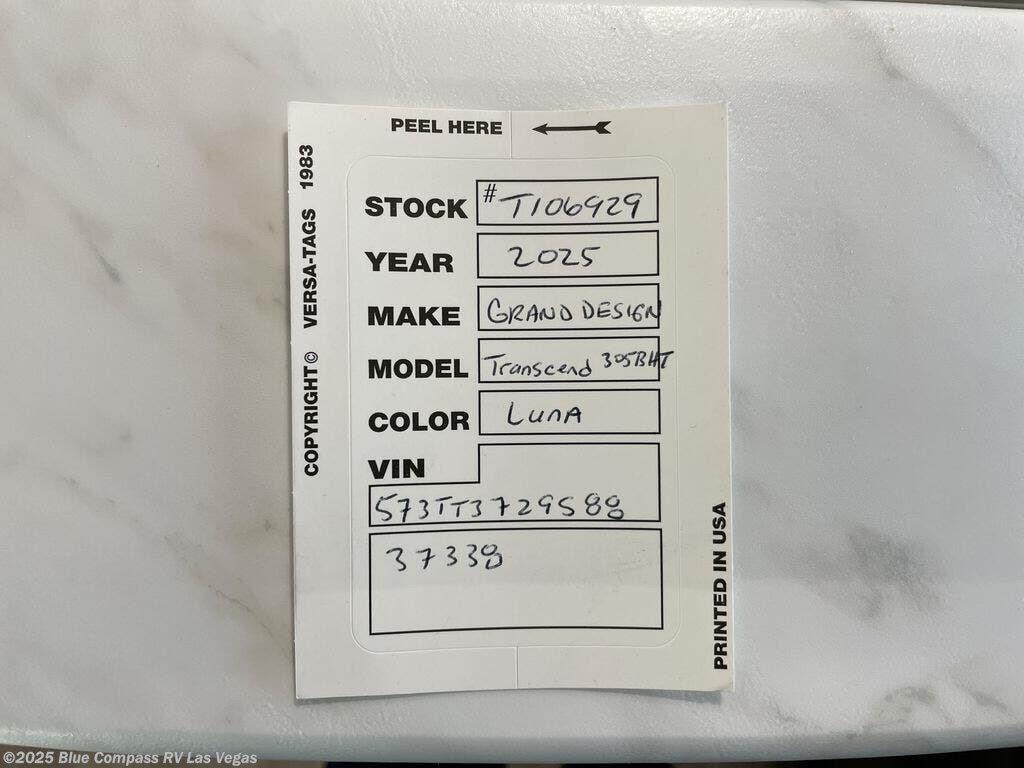 PEEL HERE
COPYRIGHT © VERSA-TAGS 1983
STOCK # T106929
YEAR 2025
MAKE GRAND DESIGN
MODEL Transcend 305BHT
COLOR Luna
VIN
573TT3729S88
37338
PRINTED IN USA
©2025 Blue Compass RV Las Vegas